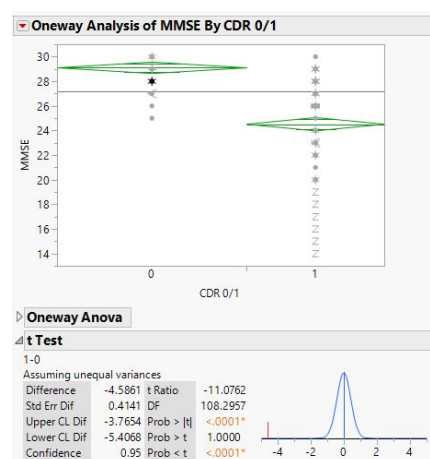 Oneway Analysis of MMSE By CDR 0/1
30
28
26
24
22
20
18
16
14
MMSE
0 1
CDR 0/1
Oneway Anova
t Test
1-0
Assuming unequal variances
Difference -4.5861 t Ratio -11.0762
Std Err Dif 0.4141 DF 108.2957
Upper CL Dif -3.7654 Prob > |t| <.0001*
Lower CL Dif -5.4068 Prob > t 1.0000
Confidence 0.95 Prob < t <.0001*
-4 -2 0 2 4